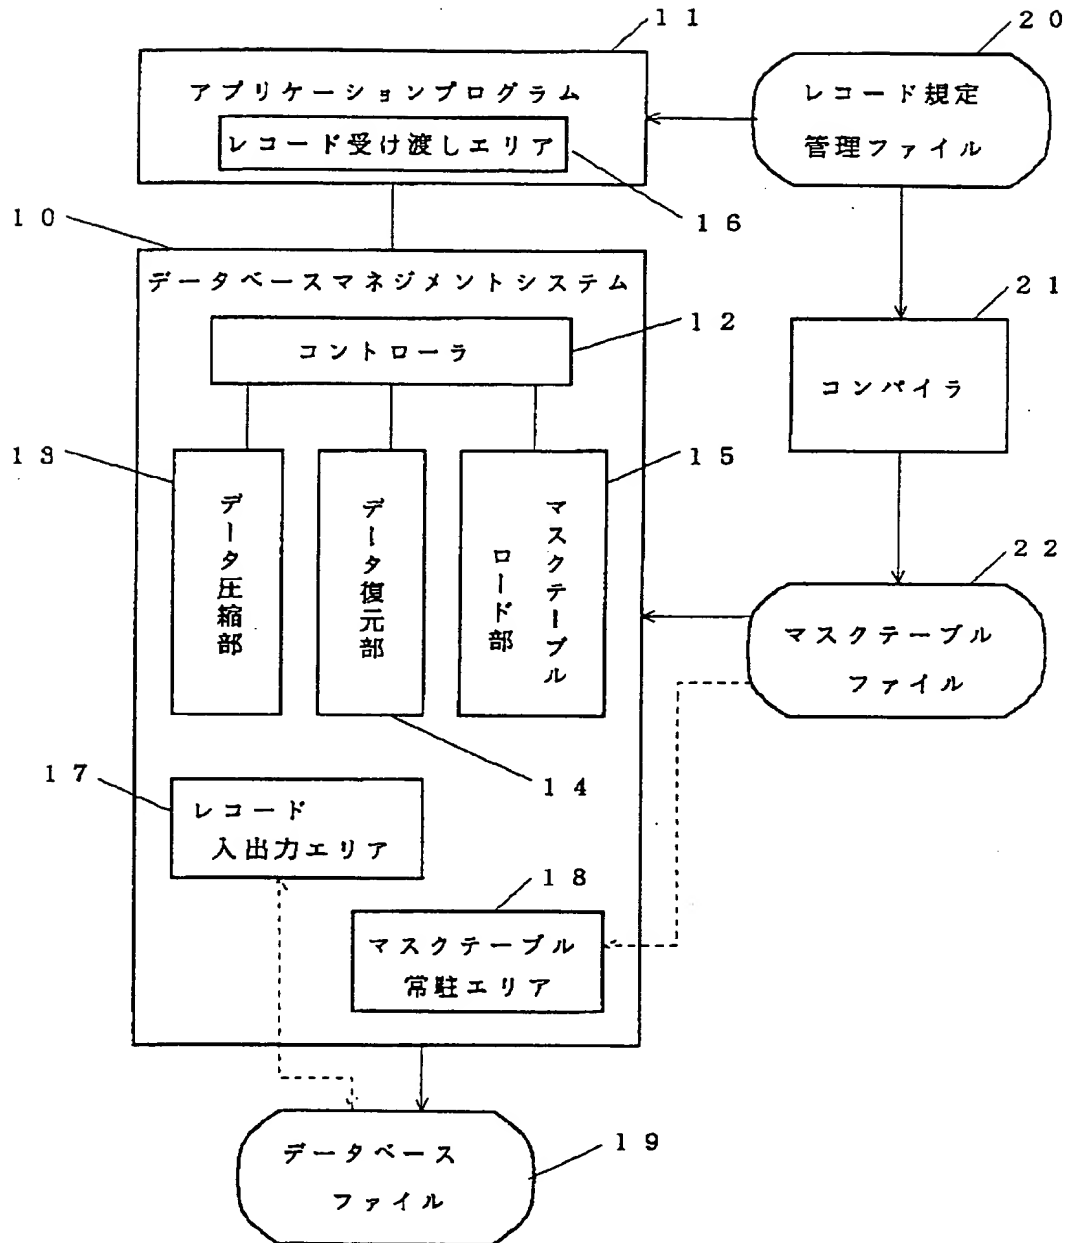 11
20
アプリケーションプログラム
レコード受け渡しエリア
レコード規定
管理ファイル
16
10
データベースマネジメントシステム
21
12
コントローラ
コンパイラ
13
15
データ圧縮部
データ復元部
マスクテーブル
ロード部
22
マスクテーブル
ファイル
17
14
レコード
入出力エリア
18
マスクテーブル
常駐エリア
19
データベース
ファイル